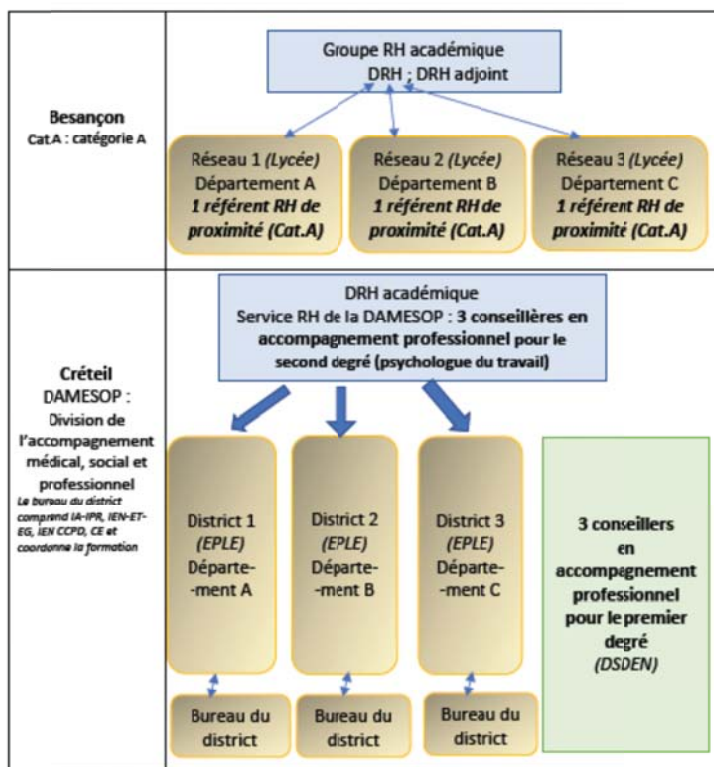 Besançon
Cat.A : catégorie A
Groupe RH académique
DRH ; DRH adjoint
Réseau 1 (Lycée)
Département A
1 référent RH de
proximité (Cat.A)
Réseau 2 (Lycée)
Département B
1 référent RH de
proximité (Cat.A)
Réseau 3 (Lycée)
Département C
1 référent RH de
proximité (Cat.A)
Créteil
DAMESOP :
Division de
l'accompagnement
médical, social et
professionnel
Le bureau du district
comprend IA-IPR, IEN-ET-
EG, IEN CCPD, CE et
coordonne la formation
DRH académique
Service RH de la DAMESOP : 3 conseillères en
accompagnement professionnel pour le
second degré (psychologue du travail)
District 1
(EPLE)
Départe-
-ment A
District 2
(EPLE)
Départe-
-ment B
District 3
(EPLE)
Départe-
-ment C
3 conseillers
en
accompagnement
professionnel
pour le premier
degré
(DSDEN)
Bureau du
district
Bureau du
district
Bureau du
district